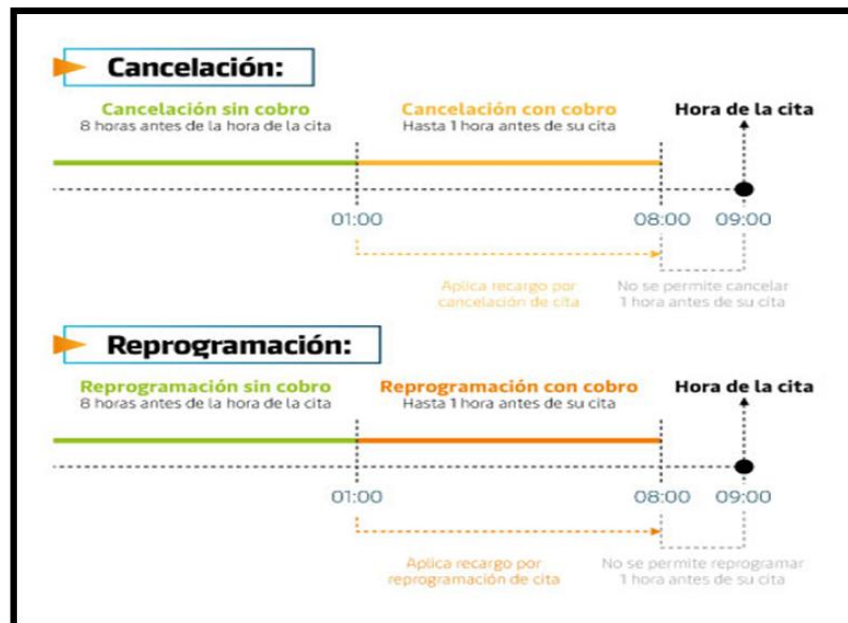 Cancelación:
Cancelación sin cobro
8 horas antes de la hora de la cita
Cancelación con cobro
Hasta 1 hora antes de su cita
Hora de la cita
01:00
08:00
09:00
Aplica recargo por
cancelación de cita
No se permite cancelar
1 hora antes de su cita
Reprogramación:
Reprogramación sin cobro
8 horas antes de la hora de la cita
Reprogramación con cobro
Hasta 1 hora antes de su cita
Hora de la cita
01:00
08:00
09:00
Aplica recargo por
reprogramación de cita
No se permite reprogramar
1 hora antes de su cita